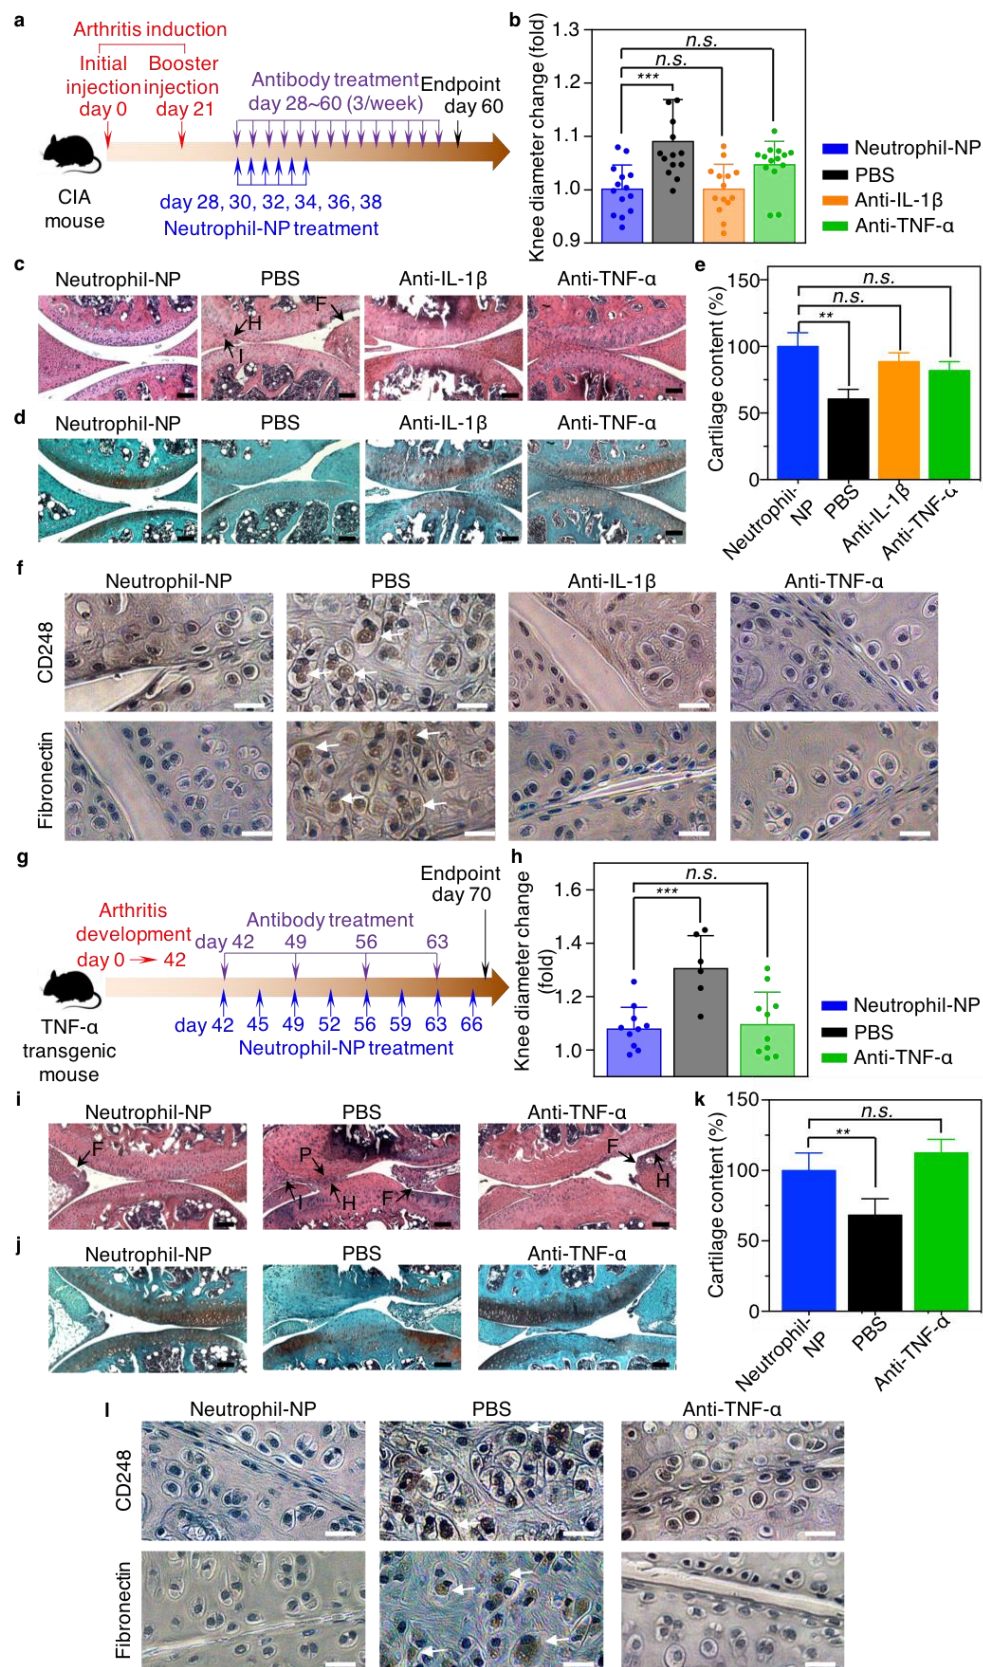 a
Arthritis induction
Initial injection day 0
Booster injection day 21
Antibody treatment
day 28~60 (3/week)
Endpoint
day 60
CIA
mouse
day 28, 30, 32, 34, 36, 38
Neutrophil-NP treatment
b
Knee diameter change (fold)
1.3
1.2
1.1
1.0
0.9
n.s.
n.s.
***
Neutrophil-NP
PBS
Anti-IL-1β
Anti-TNF-α
c
Neutrophil-NP PBS Anti-IL-1β Anti-TNF-α
H
I
F
d
Neutrophil-NP PBS Anti-IL-1β Anti-TNF-α
e
Cartilage content (%)
150
100
50
0
n.s.
n.s.
**
Neutrophil-NP
PBS
Anti-IL-1β
Anti-TNF-α
f
Neutrophil-NP PBS Anti-IL-1β Anti-TNF-α
CD248
Fibronectin
g
Arthritis
development
day 0 → 42
Antibody treatment
day 42 49 56 63
Endpoint
day 70
TNF-α
transgenic
mouse
day 42 45 49 52 56 59 63 66
Neutrophil-NP treatment
h
Knee diameter change
(fold)
1.6
1.4
1.2
1.0
n.s.
***
Neutrophil-NP
PBS
Anti-TNF-α
i
Neutrophil-NP PBS Anti-TNF-α
F
P
I
H
F
F
H
j
Neutrophil-NP PBS Anti-TNF-α
k
Cartilage content (%)
150
100
50
0
n.s.
**
Neutrophil-
NP
PBS
Anti-TNF-α
l
Neutrophil-NP PBS Anti-TNF-α
CD248
Fibronectin